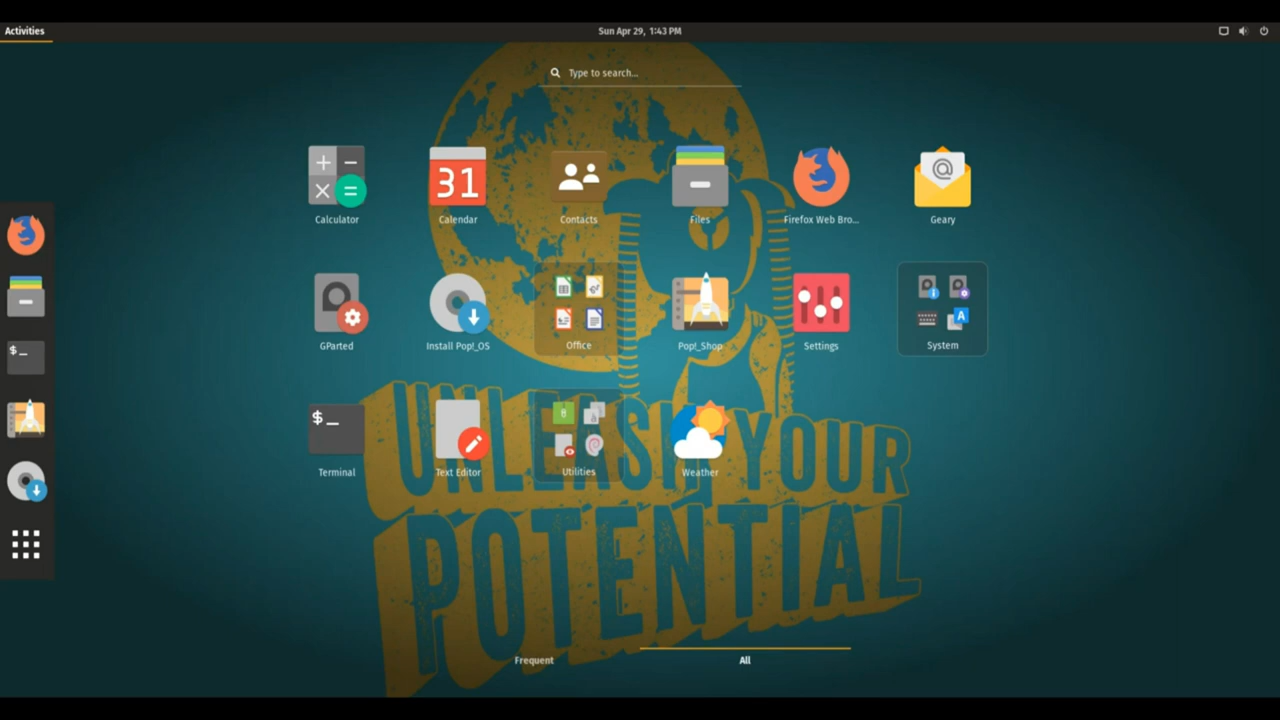 Activities
Sun Apr 29, 1:43 PM
Type to search...
Calculator
Calendar
Contacts
Files
Firefox Web Bro...
Geary
GParted
Install Pop!_OS
Office
Pop!_Shop
Settings
System
Terminal
Text Editor
Utilities
Weather
31
$_
$_
@
A
8
UNLEASH YOUR
POTENTIAL
Frequent
All